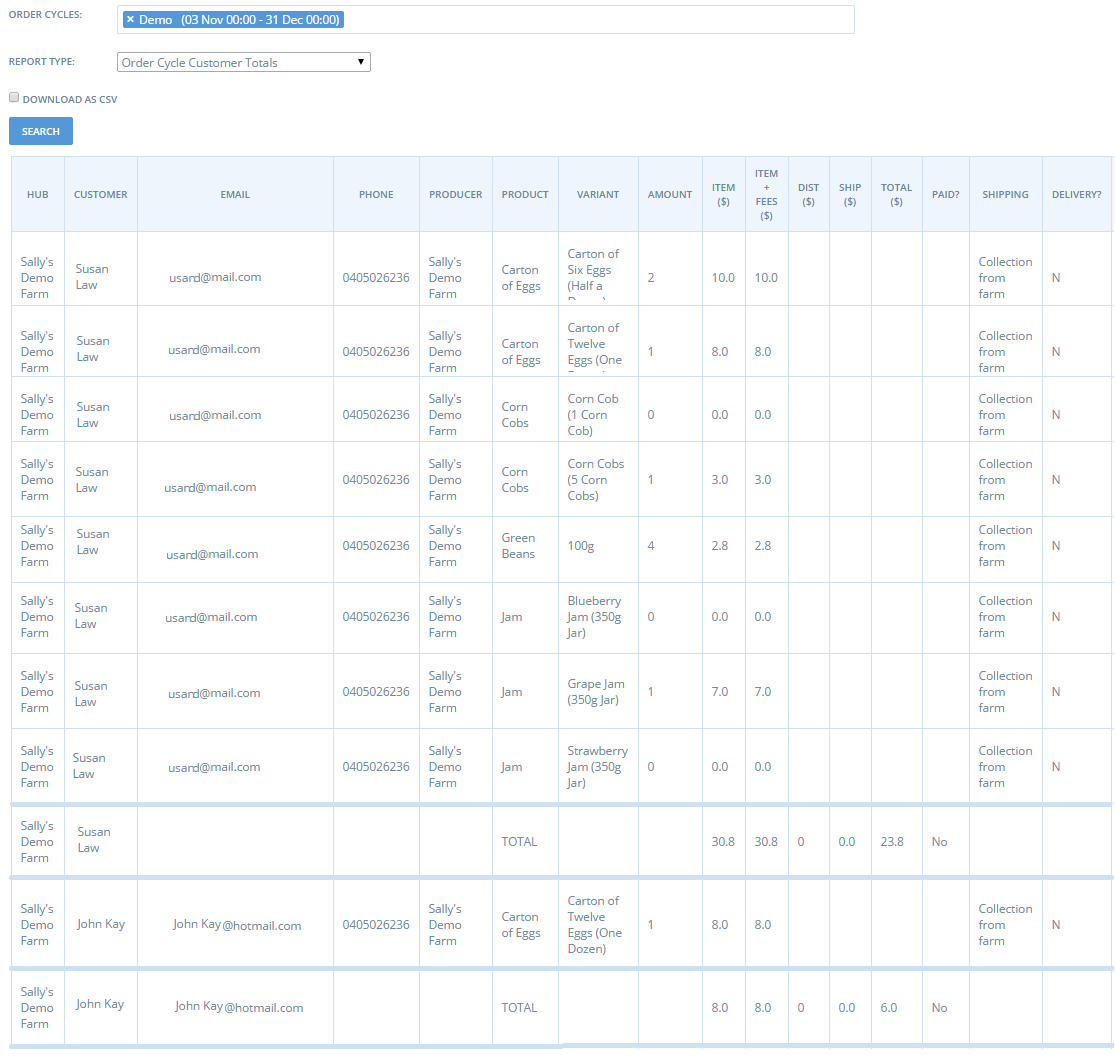 ORDER CYCLES:
× Demo (03 Nov 00:00 - 31 Dec 00:00)
REPORT TYPE:
Order Cycle Customer Totals
DOWNLOAD AS CSV
SEARCH
HUB CUSTOMER EMAIL PHONE PRODUCER PRODUCT VARIANT AMOUNT ITEM ($) ITEM + FEES ($) DIST ($) SHIP ($) TOTAL ($) PAID? SHIPPING DELIVERY?
Sally's Demo Farm Susan Law usard@mail.com 0405026236 Sally's Demo Farm Carton of Eggs Carton of Six Eggs (Half a 2 10.0 10.0 Collection from farm N
Sally's Demo Farm Susan Law usard@mail.com 0405026236 Sally's Demo Farm Carton of Eggs Carton of Twelve Eggs (One 1 8.0 8.0 Collection from farm N
Sally's Demo Farm Susan Law usard@mail.com 0405026236 Sally's Demo Farm Corn Cobs Corn Cob (1 Corn Cob) 0 0.0 0.0 Collection from farm N
Sally's Demo Farm Susan Law usard@mail.com 0405026236 Sally's Demo Farm Corn Cobs Corn Cobs (5 Corn Cobs) 1 3.0 3.0 Collection from farm N
Sally's Demo Farm Susan Law usard@mail.com 0405026236 Sally's Demo Farm Green Beans 100g 4 2.8 2.8 Collection from farm N
Sally's Demo Farm Susan Law usard@mail.com 0405026236 Sally's Demo Farm Jam Blueberry Jam (350g Jar) 0 0.0 0.0 Collection from farm N
Sally's Demo Farm Susan Law usard@mail.com 0405026236 Sally's Demo Farm Jam Grape Jam (350g Jar) 1 7.0 7.0 Collection from farm N
Sally's Demo Farm Susan Law usard@mail.com 0405026236 Sally's Demo Farm Jam Strawberry Jam (350g Jar) 0 0.0 0.0 Collection from farm N
Sally's Demo Farm Susan Law TOTAL 30.8 30.8 0 0.0 23.8 No
Sally's Demo Farm John Kay John Kay@hotmail.com 0405026236 Sally's Demo Farm Carton of Eggs Carton of Twelve Eggs (One Dozen) 1 8.0 8.0 Collection from farm N
Sally's Demo Farm John Kay John Kay@hotmail.com TOTAL 8.0 8.0 0 0.0 6.0 No